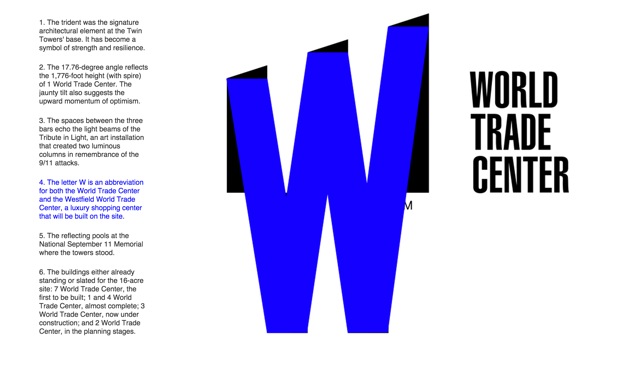 1. The trident was the signature
architectural element at the Twin
Towers' base. It has become a
symbol of strength and resilience.
2. The 17.76-degree angle reflects
the 1,776-foot height (with spire)
of 1 World Trade Center. The
jaunty tilt also suggests the
upward momentum of optimism.
3. The spaces between the three
bars echo the light beams of the
Tribute in Light, an art installation
that created two luminous
columns in remembrance of the
9/11 attacks.
4. The letter W is an abbreviation
for both the World Trade Center
and the Westfield World Trade
Center, a luxury shopping center
that will be built on the site.
5. The reflecting pools at the
National September 11 Memorial
where the towers stood.
6. The buildings either already
standing or slated for the 16-acre
site: 7 World Trade Center, the
first to be built; 1 and 4 World
Trade Center, almost complete; 3
World Trade Center, now under
construction; and 2 World Trade
Center, in the planning stages.
W
M
WORLD
TRADE
CENTER